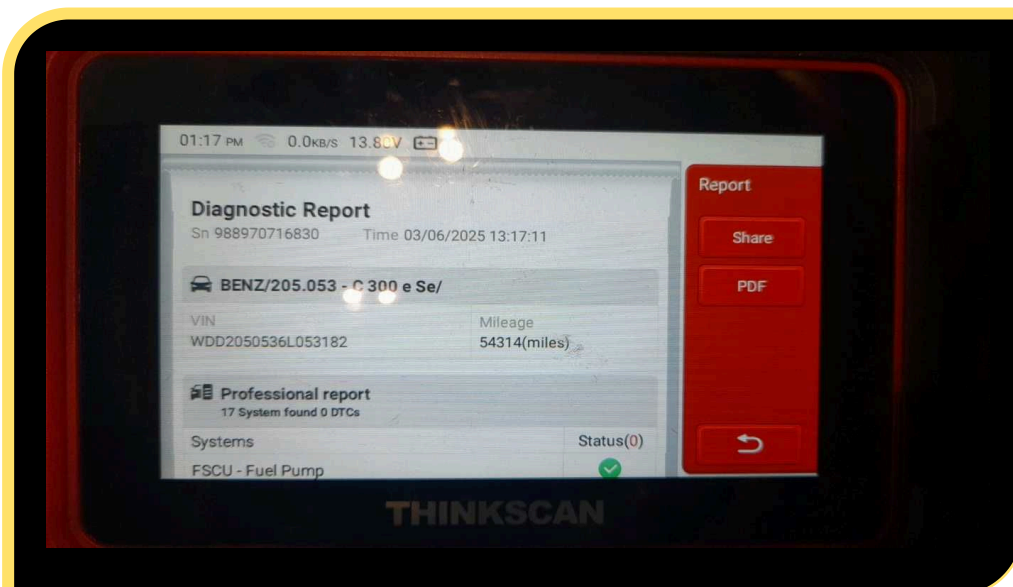 01:17 PM 0.0KB/S 13.80V
Report
Diagnostic Report
Sn 988970716830 Time 03/06/2025 13:17:11
Share
BENZ/205.053 - C 300 e Se/
PDF
VIN Mileage
WDD2050536L053182 54314(miles)
Professional report
17 System found 0 DTCs
Systems Status(0)
FSCU - Fuel Pump
THINKSCAN